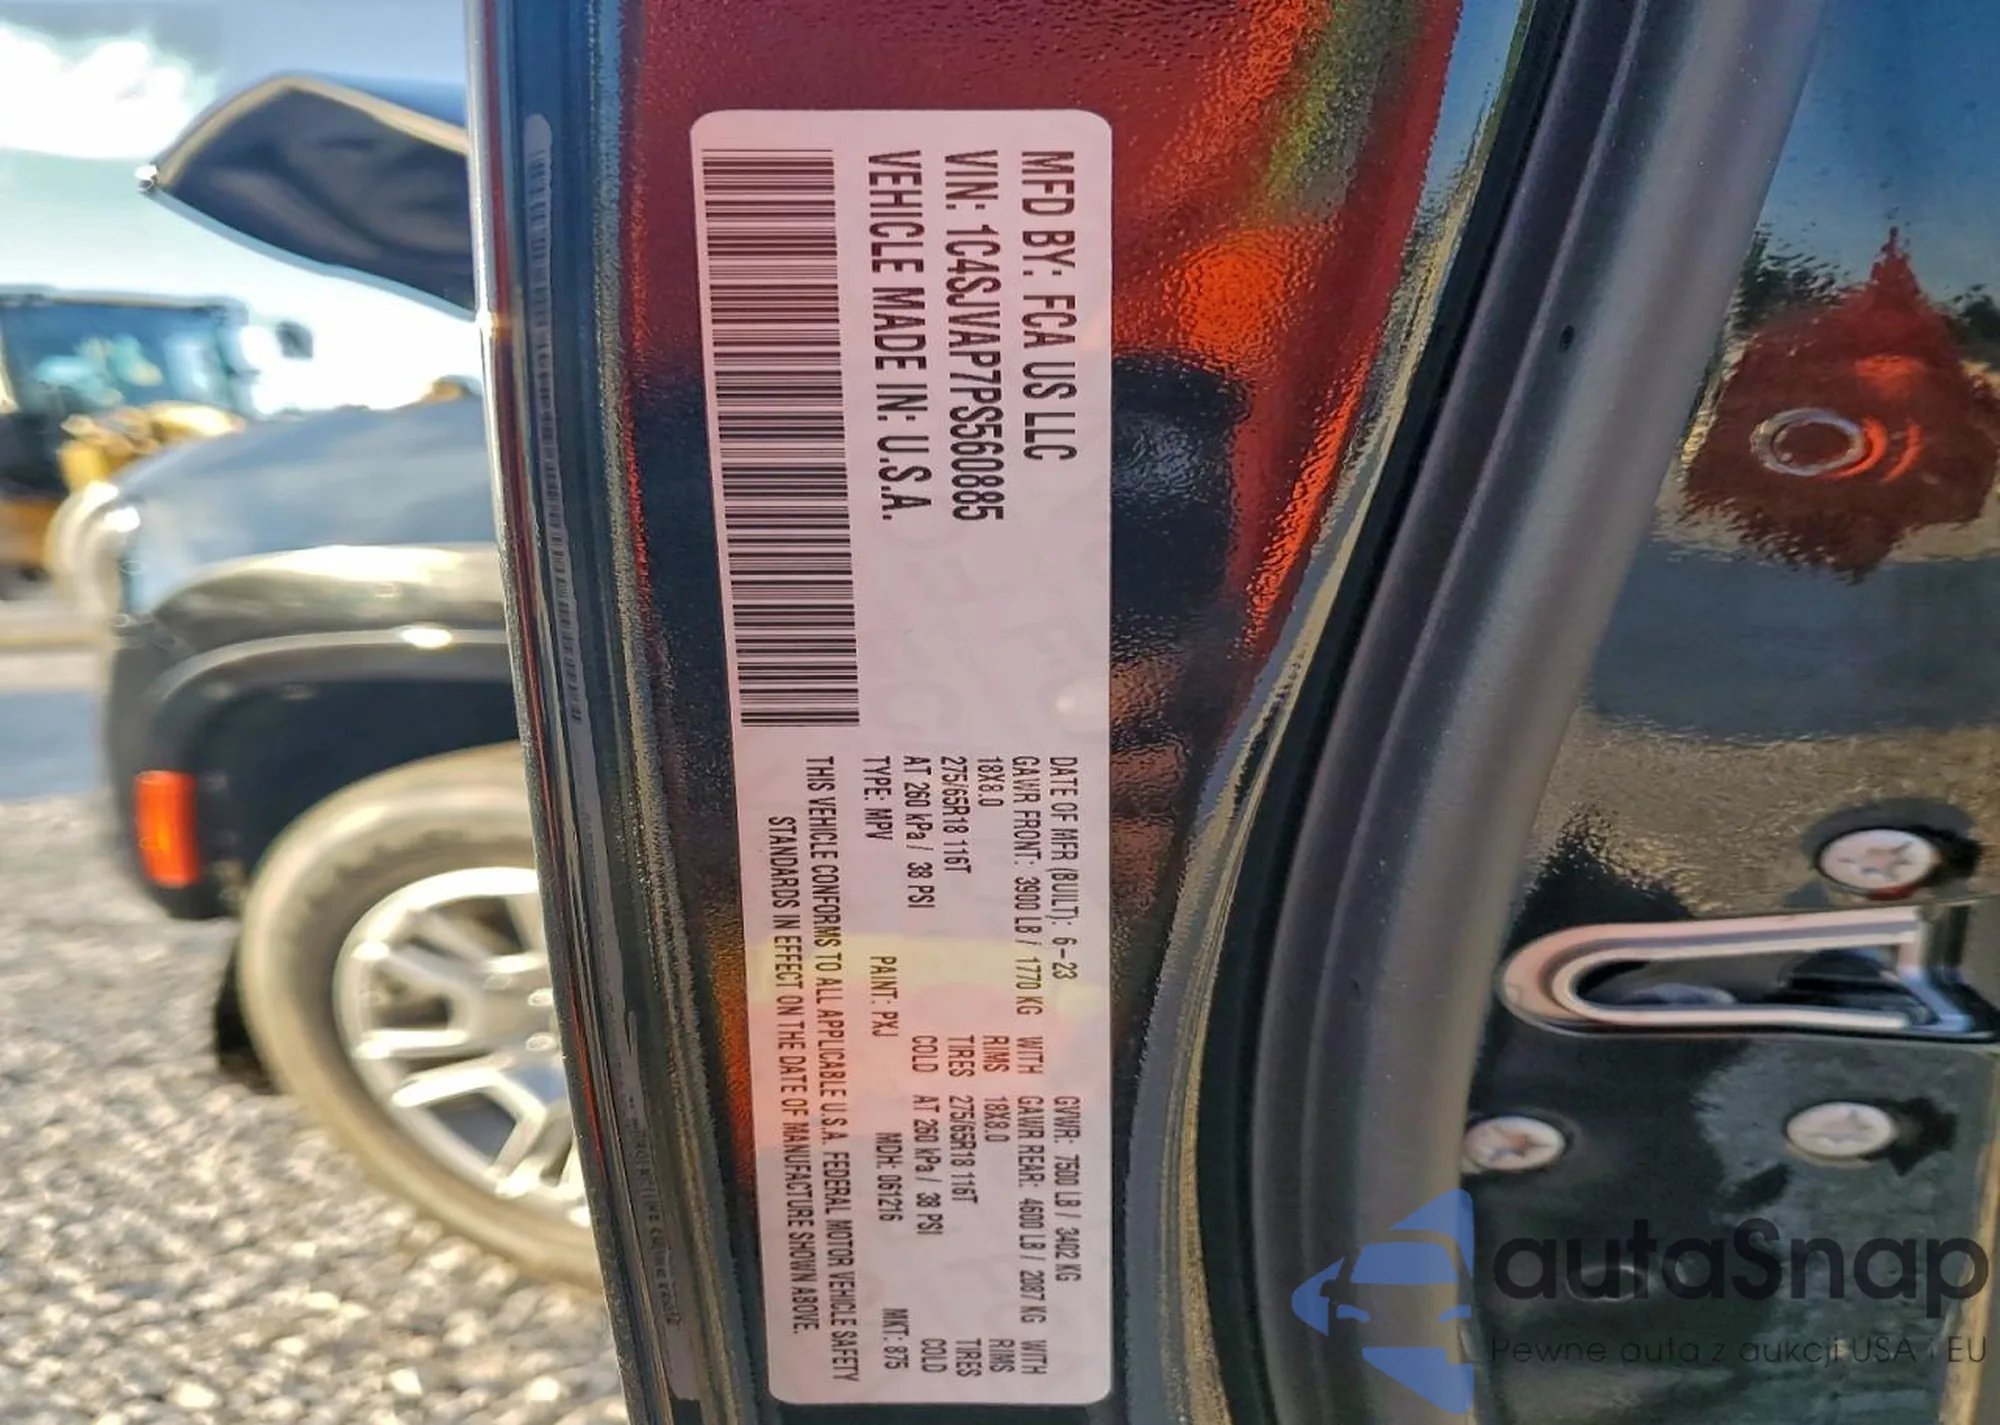 MFD BY: FCA US LLC
VIN: 1C4SJVAP7PS560885
VEHICLE MADE IN: U.S.A.
DATE OF MFR (BUILT): 6-23 GVWR: 7500 LB / 3402 KG
GAWR FRONT: 3900 LB / 1770 KG WITH GAWR REAR: 4600 LB / 2087 KG WITH
18X8.0 RIMS 18X8.0 RIMS
275/65R18 116T TIRES 275/65R18 116T TIRES
AT 260 kPa / 38 PSI COLD AT 260 kPa / 38 PSI COLD
TYPE: MPV PAINT: PXJ MDH: 061216 MKT: 875
THIS VEHICLE CONFORMS TO ALL APPLICABLE U.S.A. FEDERAL MOTOR VEHICLE SAFETY
STANDARDS IN EFFECT ON THE DATE OF MANUFACTURE SHOWN ABOVE.
autaSnap
Pewne auta z aukcji USA i EU